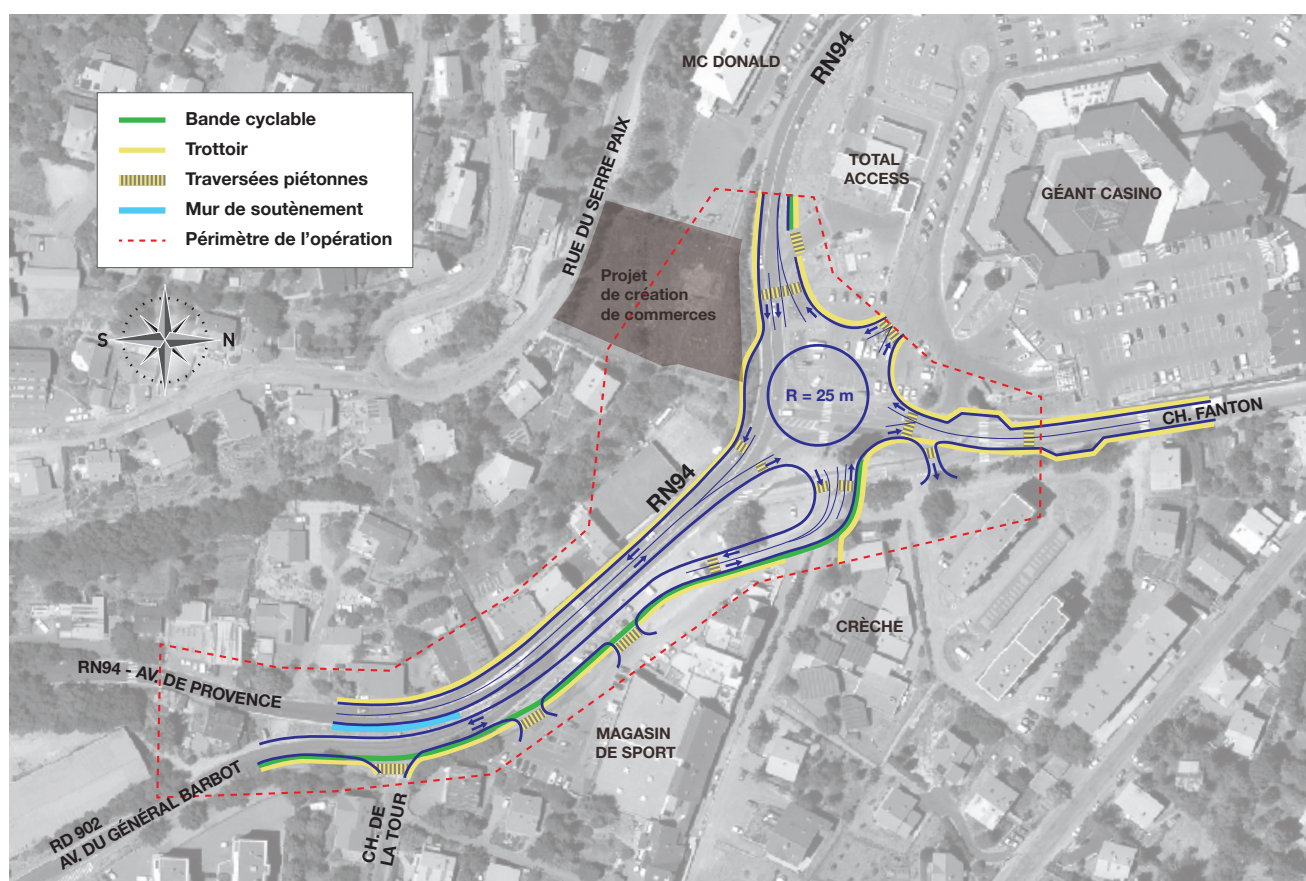 MC DONALD
RN94
Bande cyclable
Trottoir
Traversées piétonnes
Mur de soutènement
Périmètre de l'opération
RUE DU SERRE PAIX
TOTAL
ACCESS
GÉANT CASINO
Projet
de création
de commerces
S
N
R = 25 m
CH. FANTON
RN94
CRÈCHE
RN94 - AV. DE PROVENCE
MAGASIN
DE SPORT
RD 902
AV. DU GÉNÉRAL BARBOT
CH. DE
LA TOUR